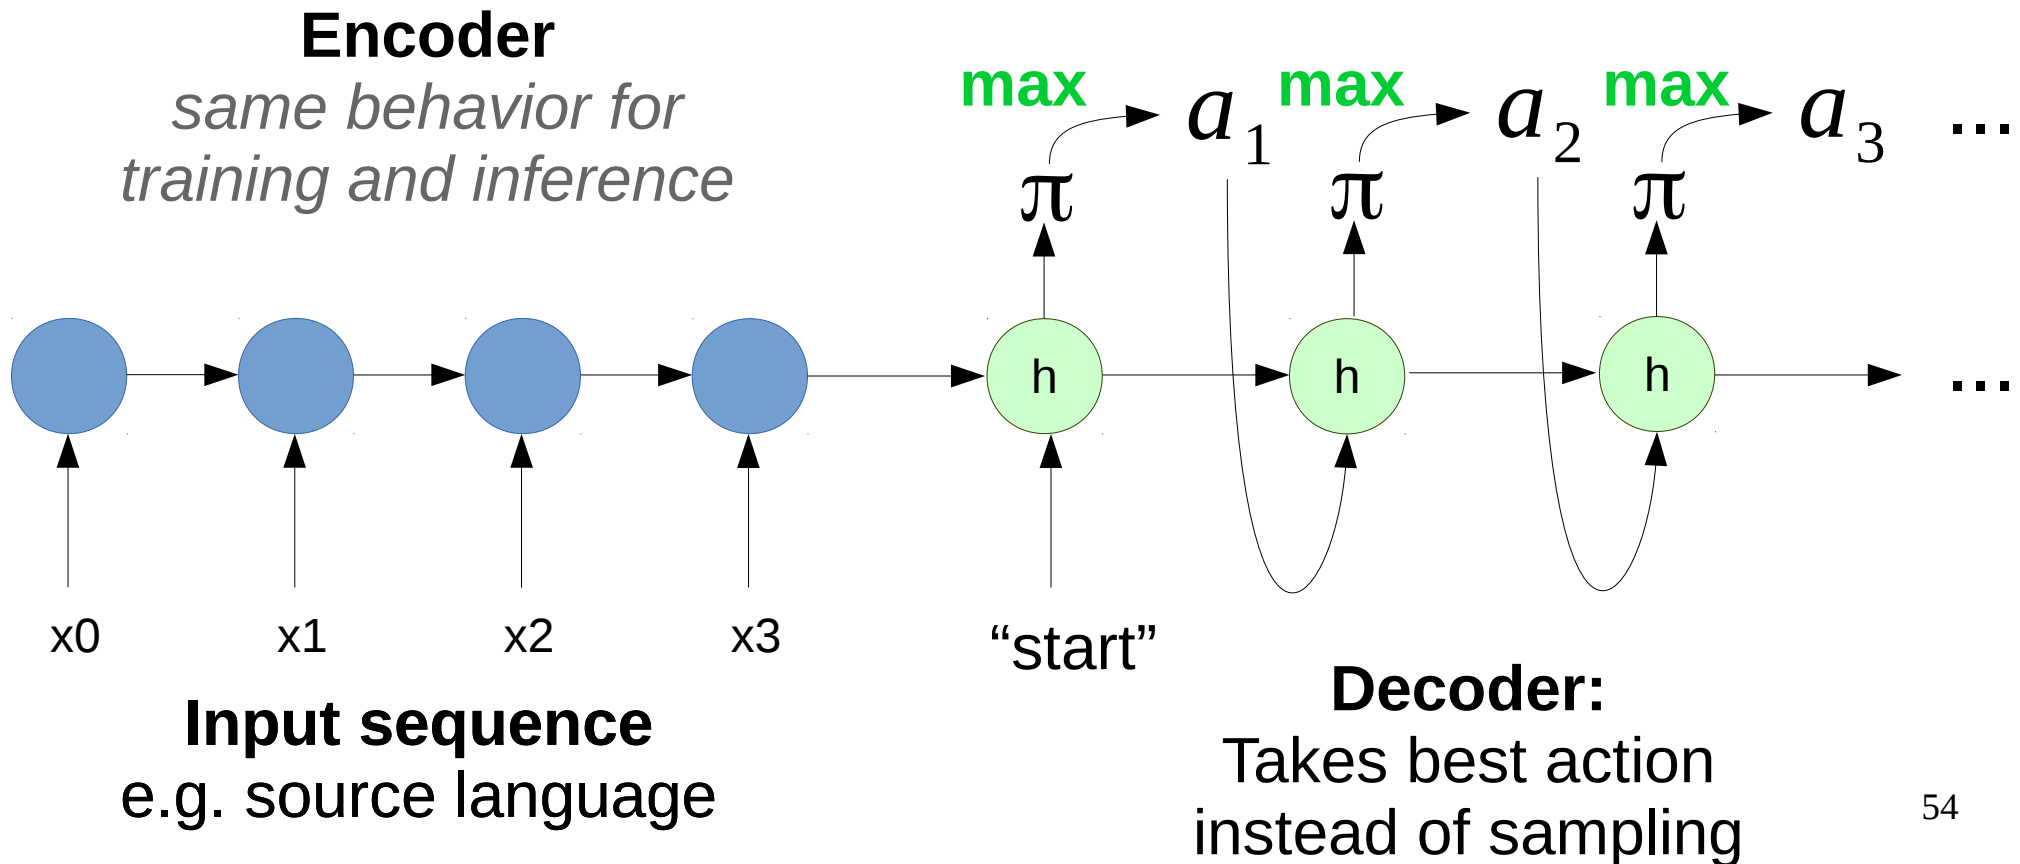 Encoder
same behavior for
training and inference
max a1 max a2 max a3 ...
π π π
h h h ...
x0 x1 x2 x3 “start”
Input sequence
e.g. source language
Decoder:
Takes best action
instead of sampling
54